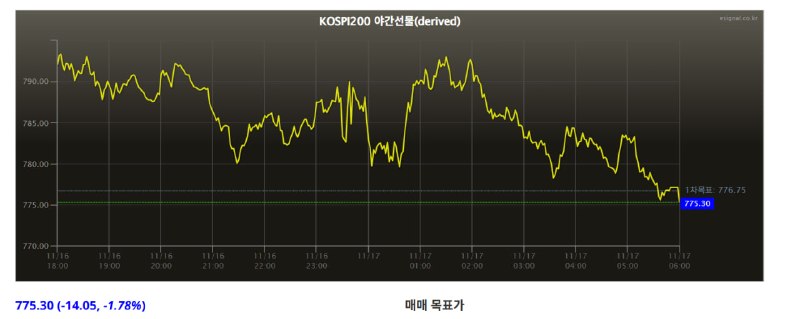 KOSPI200 야간선물(derived)
esignal.co.kr
790.00
785.00
780.00
775.00
770.00
1차목표: 776.75
775.30
11/16 11/16 11/16 11/16 11/16 11/16 11/17 11/17 11/17 11/17 11/17 11/17 11/17
18:00 19:00 20:00 21:00 22:00 23:00 01:00 02:00 03:00 04:00 05:00 06:00
775.30 (-14.05, -1.78%) 매매 목표가